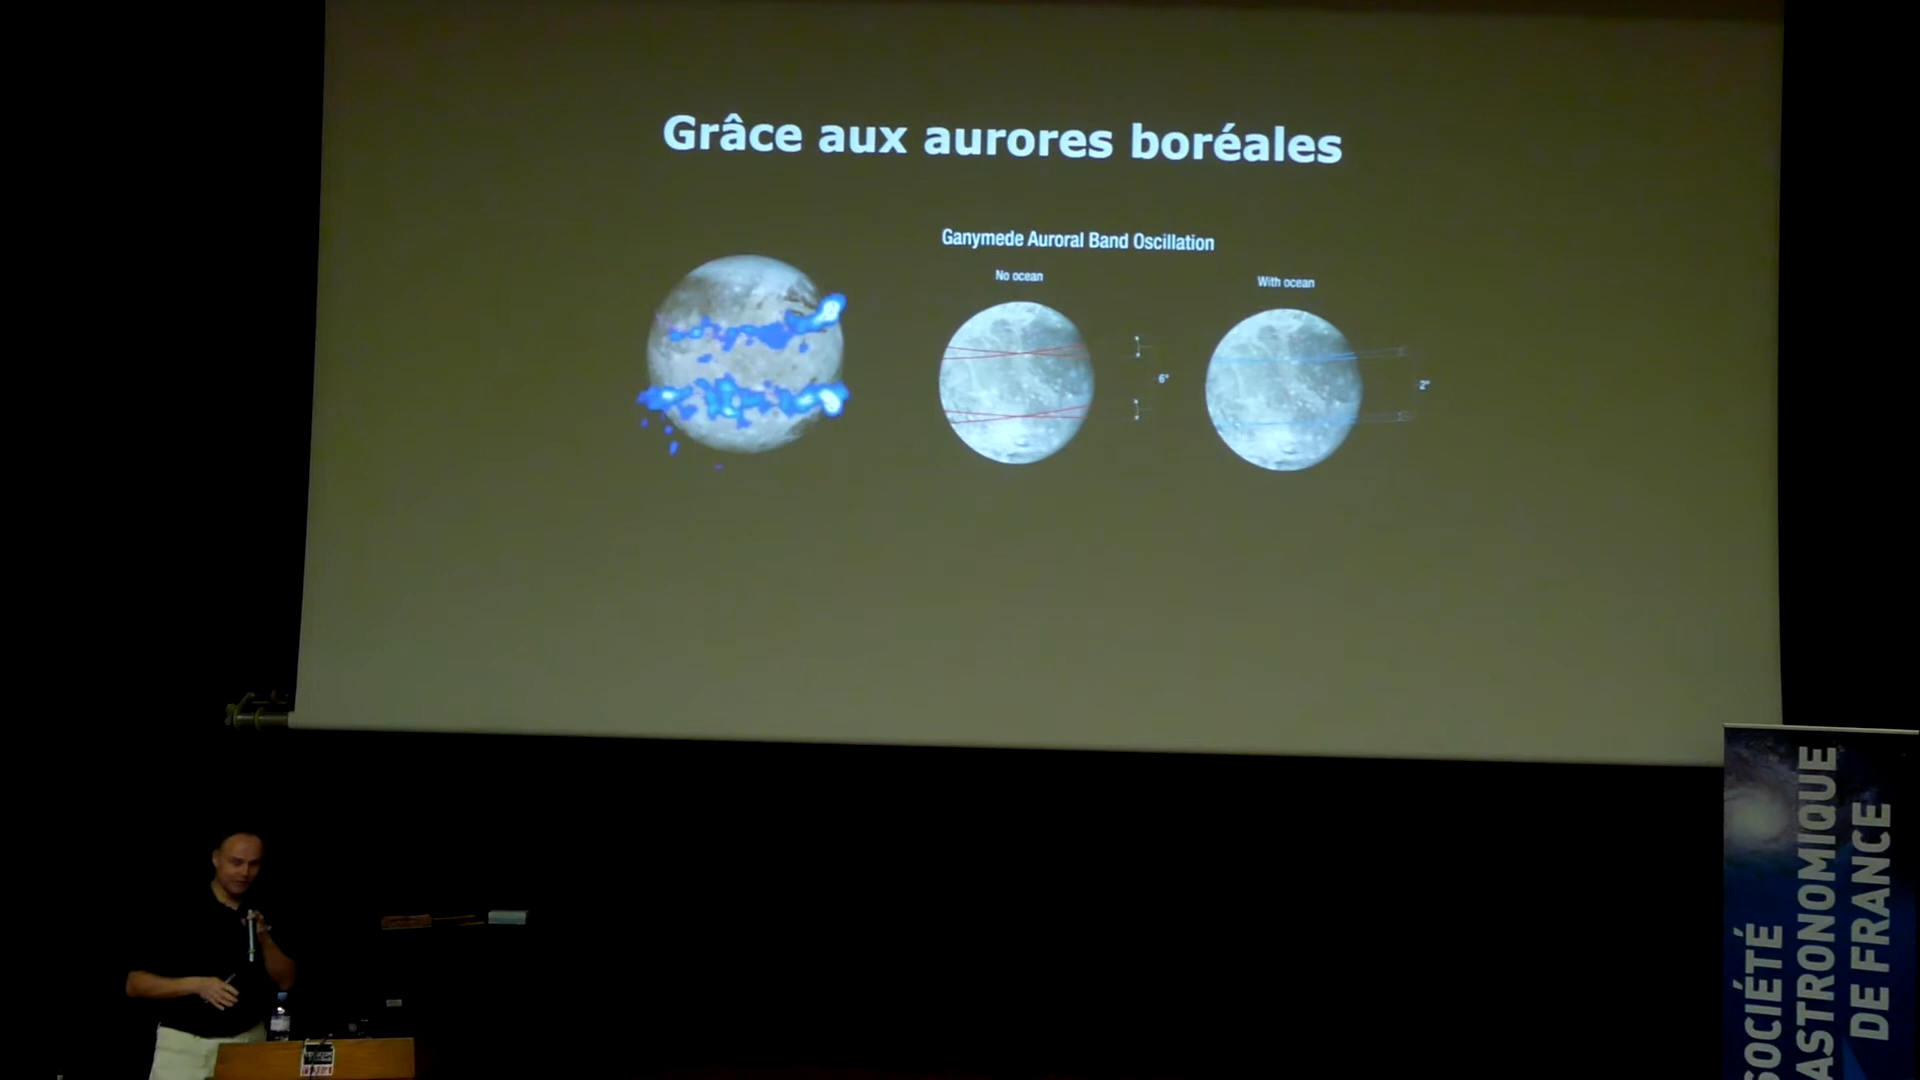 Grâce aux aurores boréales
Ganymede Auroral Band Oscillation
No ocean
With ocean
6°
2°
SOCIÉTÉ
ASTRONOMIQUE
DE FRANCE